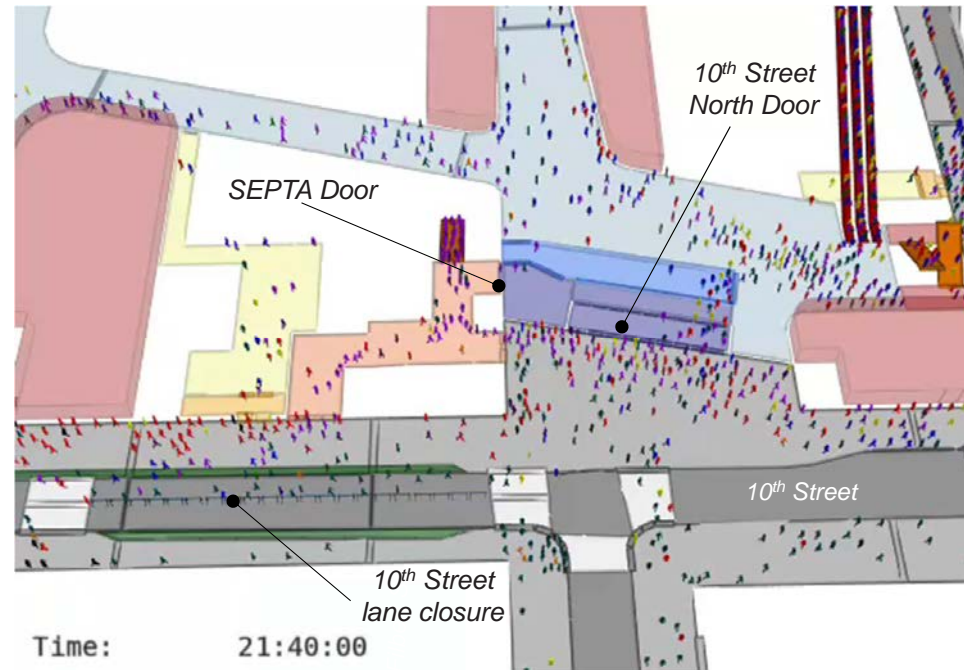 10th Street
North Door
SEPTA Door
10th Street
10th Street
lane closure
Time: 21:40:00